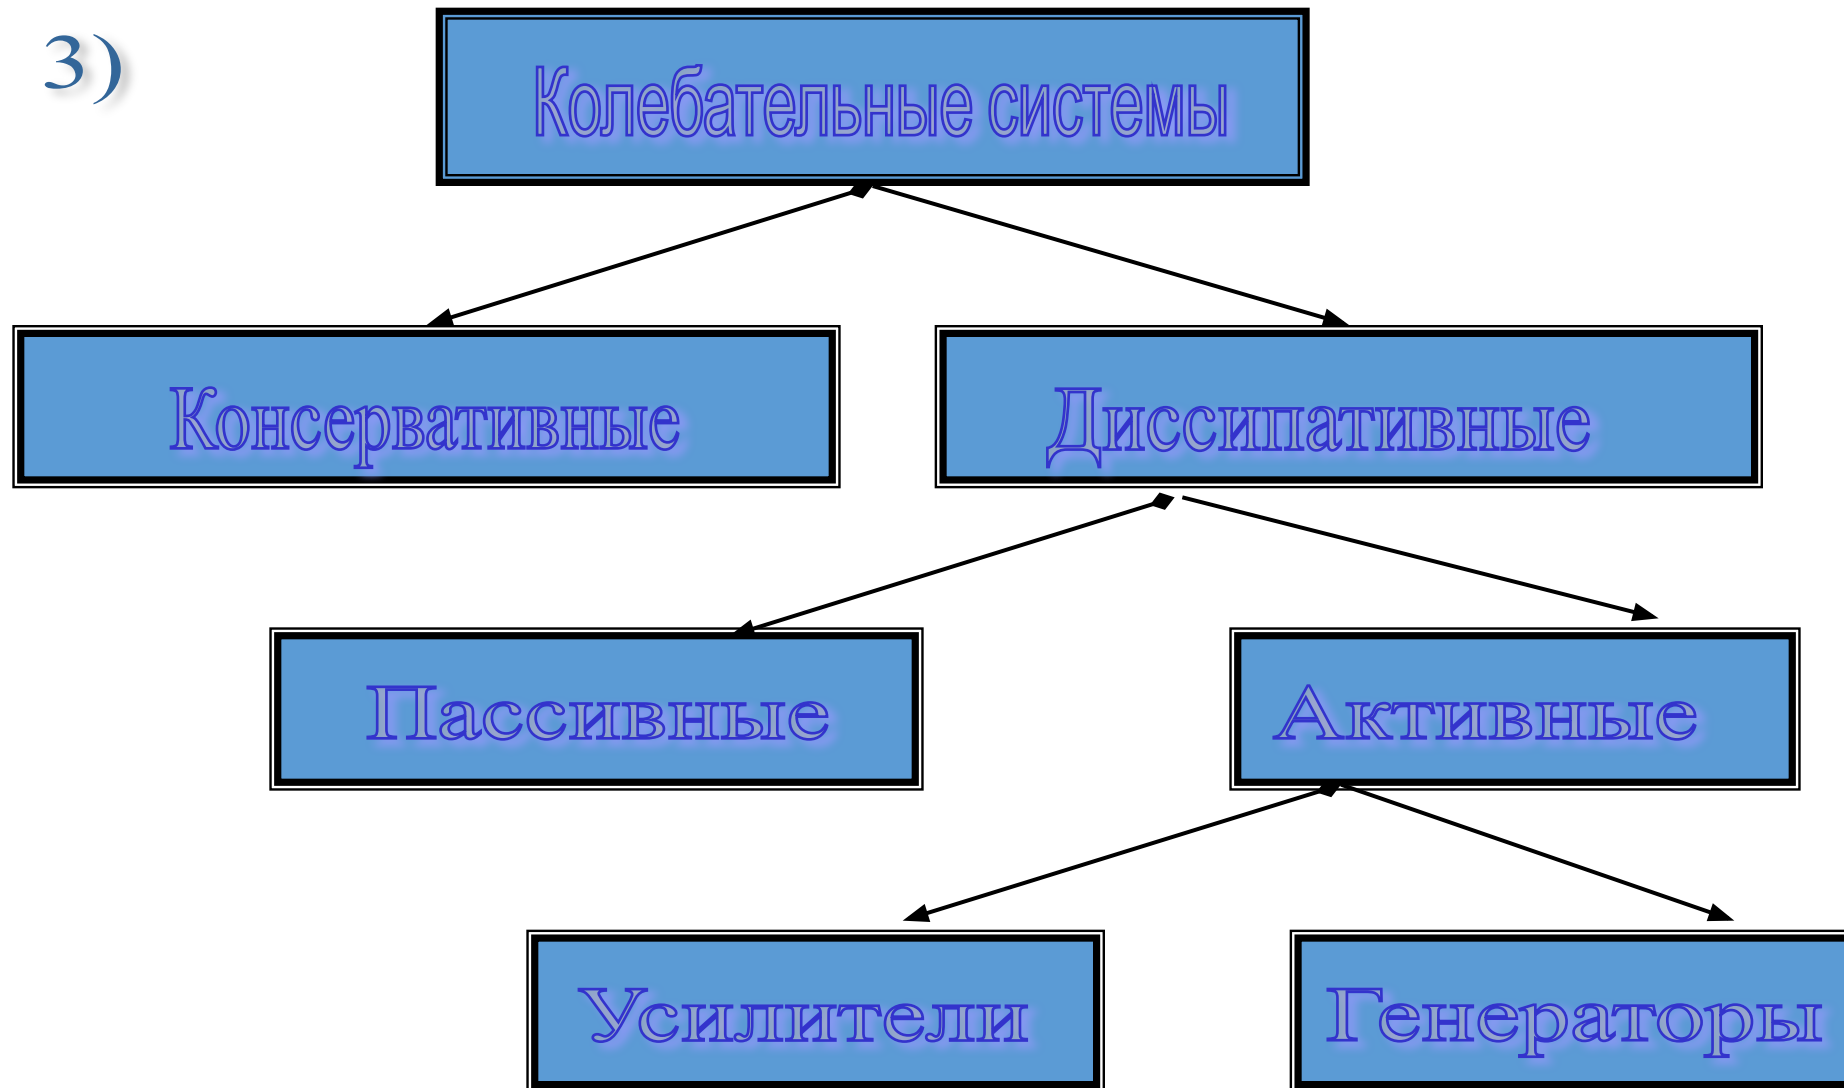 3)
Колебательные системы
Консервативные
Диссипативные
Пассивные
Активные
Усилители
Генераторы